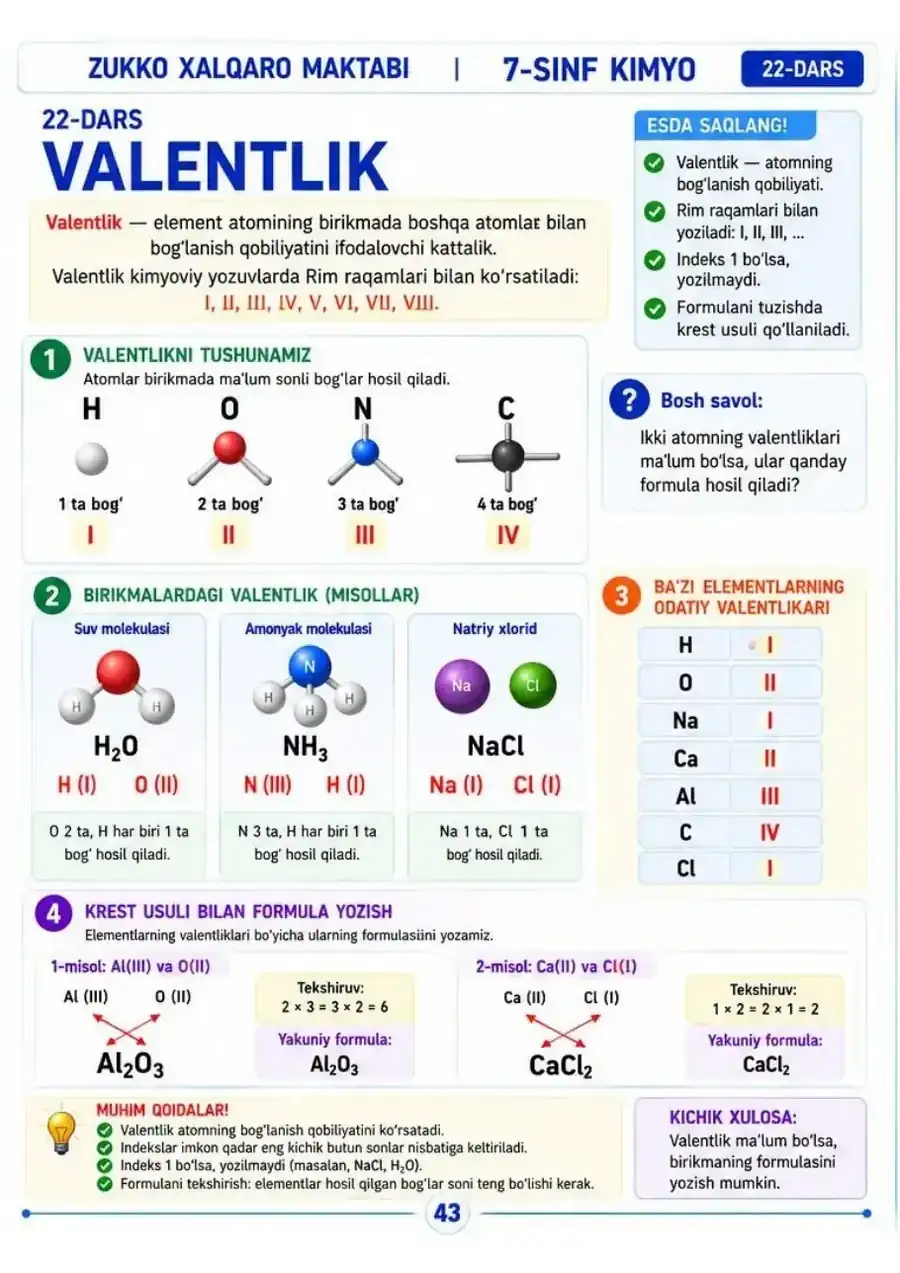 ZUKKO XALQARO MAKTABI | 7-SINF KIMYO 22-DARS
22-DARS
VALENTLIK
Valentlik — element atomining birikmada boshqa atomlar bilan
bog‘lanish qobiliyatini ifodalovchi kattalik.
Valentlik kimyoviy yozuvlarda Rim raqamlari bilan ko‘rsatiladi:
I, II, III, IV, V, VI, VII, VIII.
ESDA SAQLANG!
Valentlik — atomning
bog‘lanish qobiliyati.
Rim raqamlari bilan
yoziladi: I, II, III, ...
Indeks 1 bo‘lsa,
yozilmaydi.
Formulani tuzishda
krest usuli qo‘llaniladi.
1 VALENTLIKNI TUSHUNAMIZ
Atomlar birikmada ma'lum sonli bog‘lar hosil qiladi.
H O N C
1 ta bog‘ 2 ta bog‘ 3 ta bog‘ 4 ta bog‘
I II III IV
? Bosh savol:
Ikki atomning valentliklari
ma'lum bo‘lsa, ular qanday
formula hosil qiladi?
2 BIRIKMALARDAGI VALENTLIK (MISOLLAR)
Suv molekulasi
H H
H₂O
H (I) O (II)
O 2 ta, H har biri 1 ta
bog‘ hosil qiladi.
Amonyak molekulasi
N
H H H
NH₃
N (III) H (I)
N 3 ta, H har biri 1 ta
bog‘ hosil qiladi.
Natriy xlorid
Na Cl
NaCl
Na (I) Cl (I)
Na 1 ta, Cl 1 ta
bog‘ hosil qiladi.
3 BA'ZI ELEMENTLARNING
ODATIY VALENTLIKARI
H I
O II
Na I
Ca II
Al III
C IV
Cl I
4 KREST USULI BILAN FORMULA YOZISH
Elementlarning valentliklari bo‘yicha ularning formulasiini yozamiz.
1-misol: Al(III) va O(II)
Al (III) O (II)
Al₂O₃
Tekshiruv:
2 × 3 = 3 × 2 = 6
Yakuniy formula:
Al₂O₃
2-misol: Ca(II) va Cl(I)
Ca (II) Cl (I)
CaCl₂
Tekshiruv:
1 × 2 = 2 × 1 = 2
Yakuniy formula:
CaCl₂
MUHIM QOIDALAR!
Valentlik atomning bog‘lanish qobiliyatini ko‘rsatadi.
Indekslar imkon qadar eng kichik butun sonlar nisbatiga keltiriladi.
Indeks 1 bo‘lsa, yozilmaydi (masalan, NaCl, H₂O).
Formulani tekshirish: elementlar hosil qilgan bog‘lar soni teng bo‘lishi kerak.
KICHIK XULOSA:
Valentlik ma'lum bo‘lsa,
birikmaning formulasini
yozish mumkin.
43